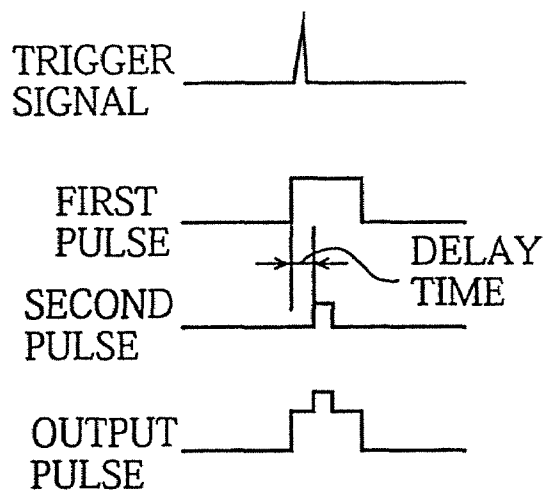 TRIGGER
SIGNAL
FIRST
PULSE
DELAY
TIME
SECOND
PULSE
OUTPUT
PULSE